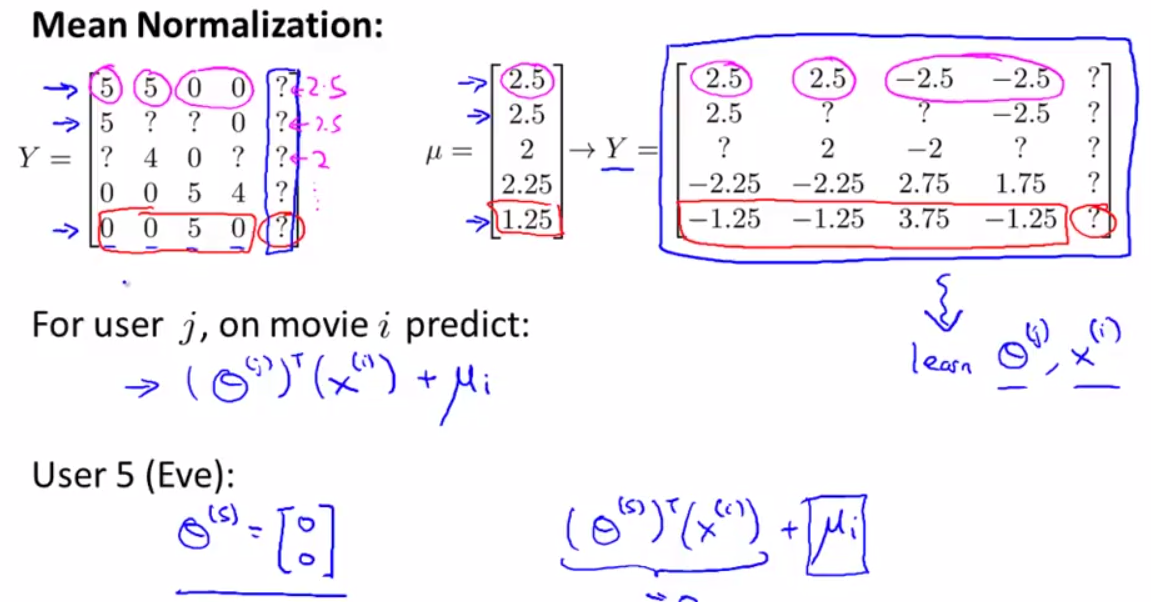 Mean Normalization:
5 5 0 0 ? ←2.5
5 ? ? 0 ? ←2.5
Y = ? 4 0 ? ? ←2
0 0 5 4 ? ⋮
0 0 5 0 ?
2.5
2.5
μ = 2
2.25
1.25
2.5 2.5 −2.5 −2.5 ?
2.5 ? ? −2.5 ?
→ Y = ? 2 −2 ? ?
−2.25 −2.25 2.75 1.75 ?
−1.25 −1.25 3.75 −1.25 ?
For user j, on movie i predict:
→ (Θ^(j))^T (x^(i)) + μi
learn Θ^(j), x^(i)
User 5 (Eve):
Θ^(5) = [0 0]
(Θ^(5))^T (x^(i)) + μi